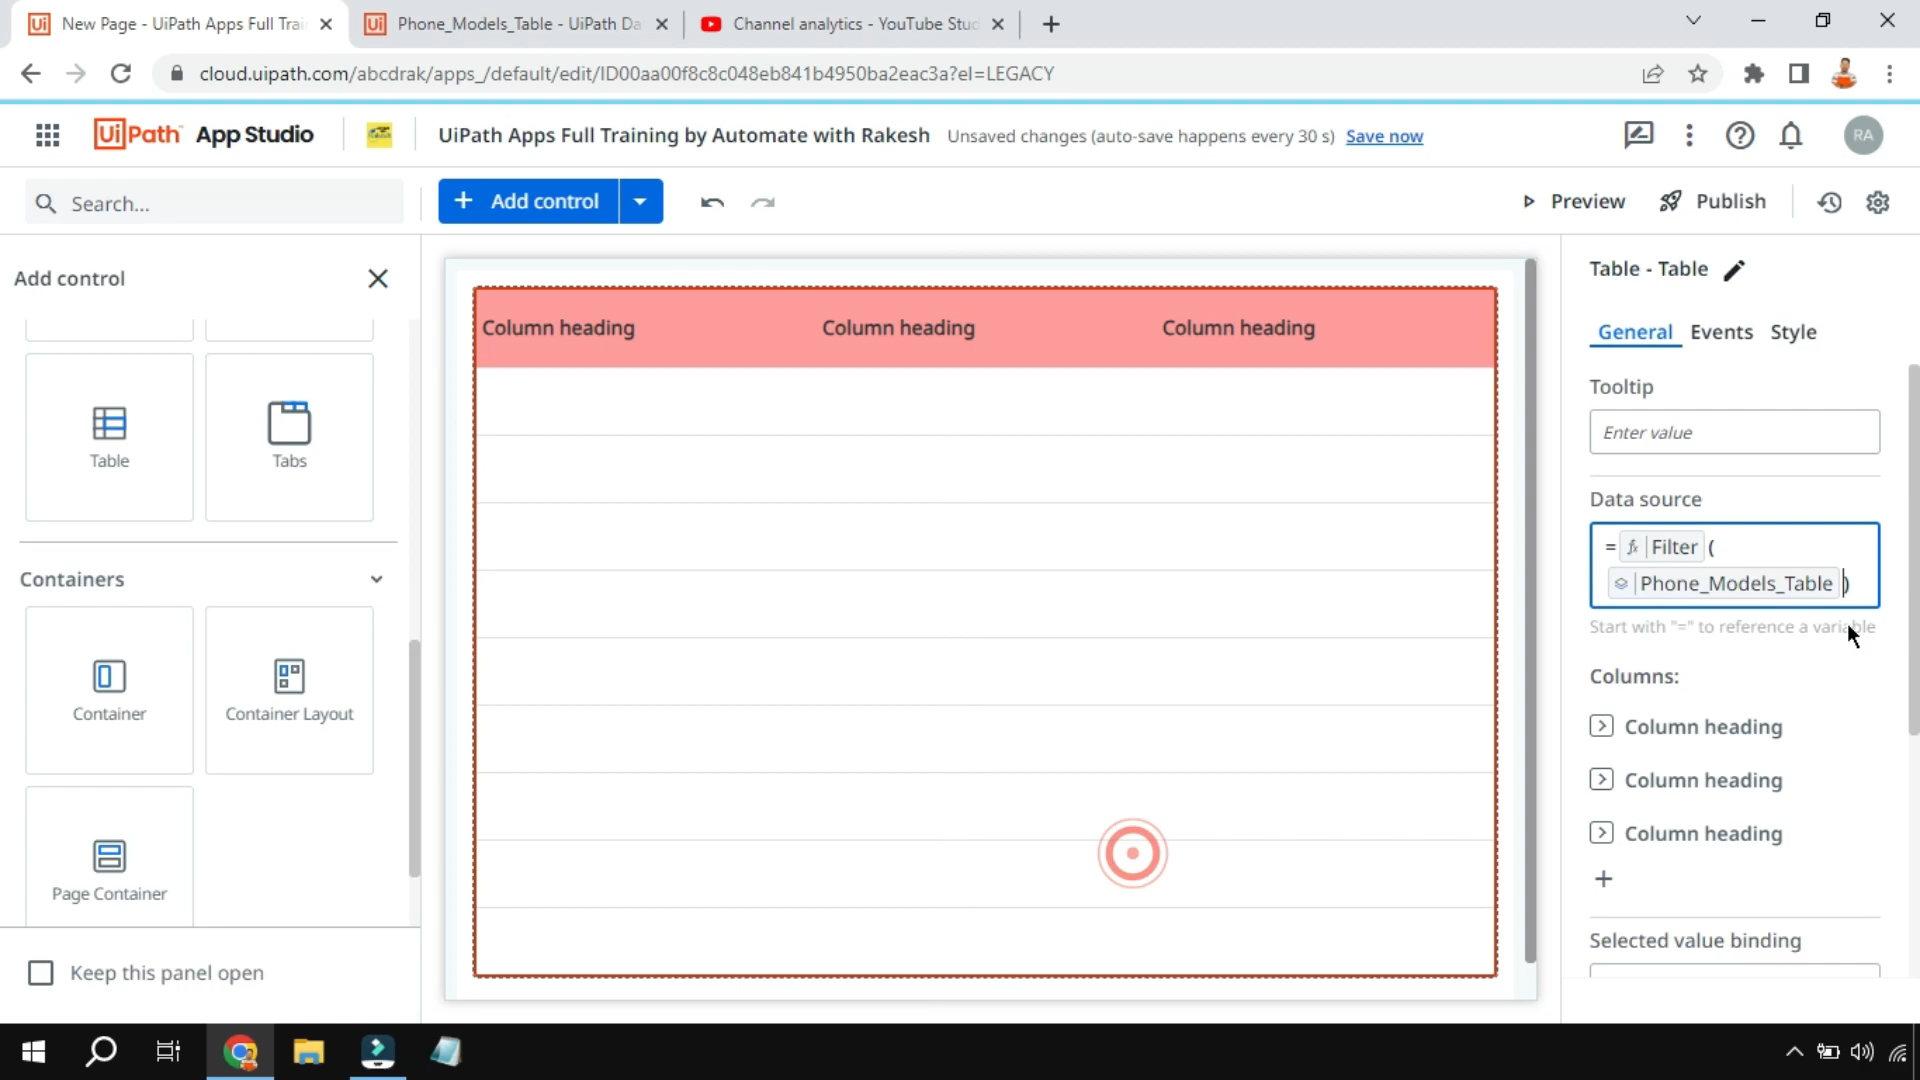 New Page - UiPath Apps Full Trai
Phone_Models_Table - UiPath Da
Channel analytics - YouTube Stud
cloud.uipath.com/abcdrak/apps_/default/edit/ID00aa00f8c8c048eb841b4950ba2eac3a?el=LEGACY
UiPath App Studio
UiPath Apps Full Training by Automate with Rakesh
Unsaved changes (auto-save happens every 30 s)
Save now
RA
Search...
Add control
Preview
Publish
Add control
Table
Tabs
Containers
Container
Container Layout
Page Container
Keep this panel open
Column heading
Column heading
Column heading
Table - Table
General
Events
Style
Tooltip
Enter value
Data source
= fx Filter (
Phone_Models_Table )
Start with "=" to reference a variable
Columns:
Column heading
Column heading
Column heading
Selected value binding